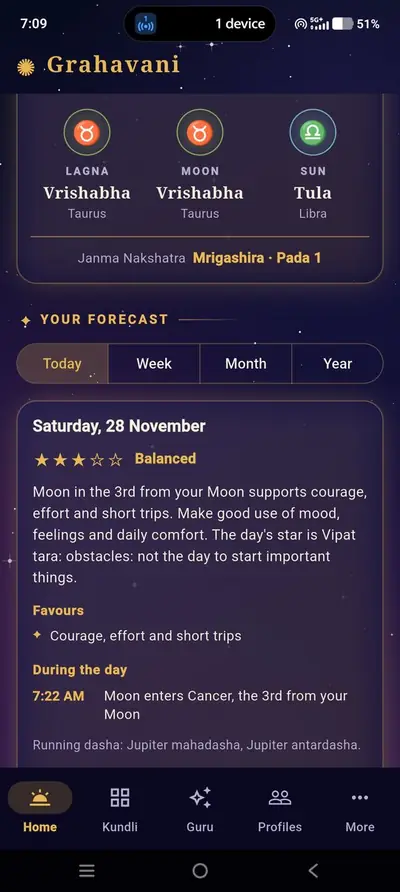 7:09
1
1 device
5G+
51%
Grahavani
LAGNA
MOON
SUN
Vrishabha
Vrishabha
Tula
Taurus
Taurus
Libra
Janma Nakshatra Mrigashira · Pada 1
YOUR FORECAST
Today
Week
Month
Year
Saturday, 28 November
★★★☆☆ Balanced
Moon in the 3rd from your Moon supports courage,
effort and short trips. Make good use of mood,
feelings and daily comfort. The day's star is Vipat
tara: obstacles: not the day to start important
things.
Favours
✦ Courage, effort and short trips
During the day
7:22 AM Moon enters Cancer, the 3rd from your
Moon
Running dasha: Jupiter mahadasha, Jupiter antardasha.
Home
Kundli
Guru
Profiles
More